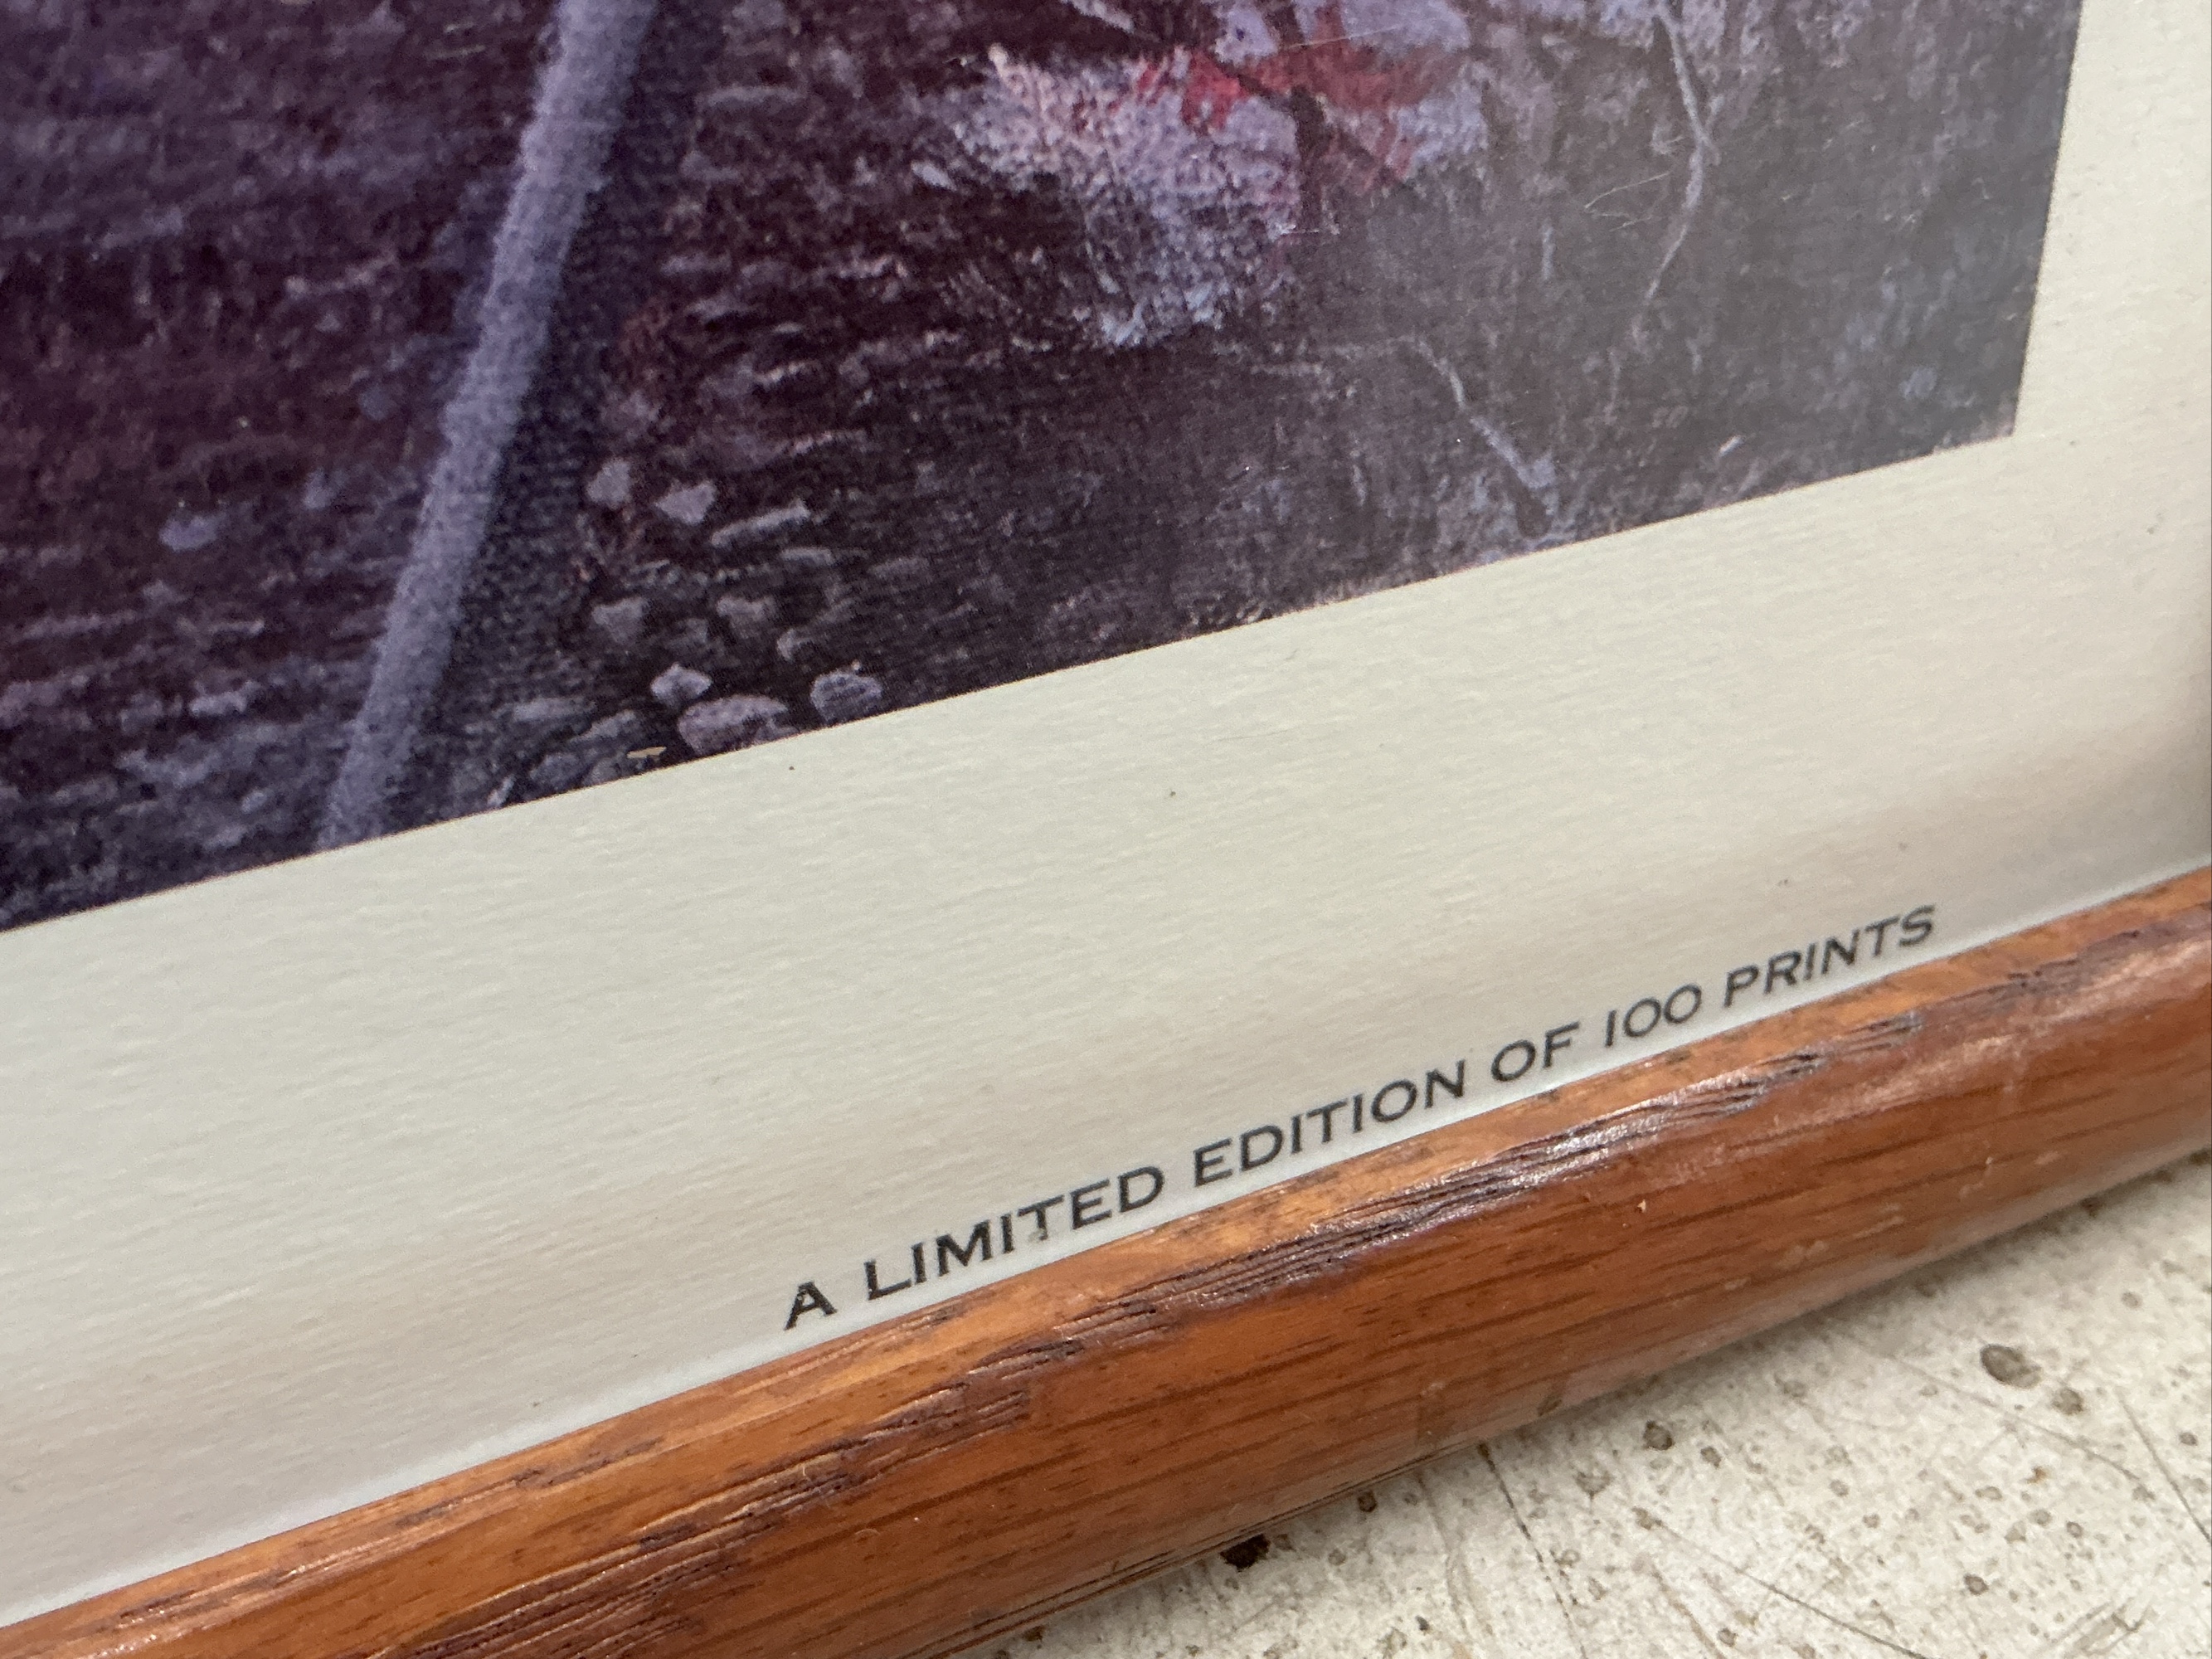 A LIMITED EDITION OF 100 PRINTS